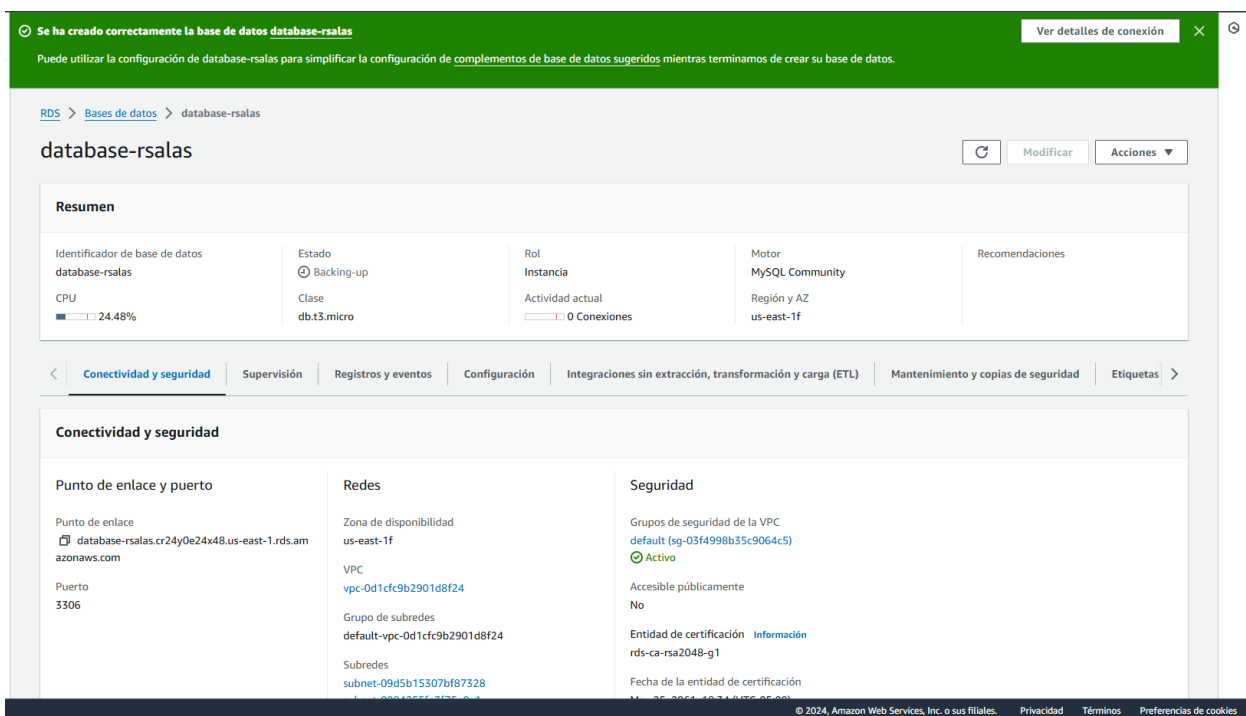 Se ha creado correctamente la base de datos database-rsalas
Ver detalles de conexión
Puede utilizar la configuración de database-rsalas para simplificar la configuración de complementos de base de datos sugeridos mientras terminamos de crear su base de datos.
RDS > Bases de datos > database-rsalas
database-rsalas
Modificar
Acciones
Resumen
Identificador de base de datos
database-rsalas
Estado
Backing-up
Rol
Instancia
Motor
MySQL Community
Recomendaciones
CPU
24.48%
Clase
db.t3.micro
Actividad actual
0 Conexiones
Región y AZ
us-east-1f
Conectividad y seguridad
Supervisión
Registros y eventos
Configuración
Integraciones sin extracción, transformación y carga (ETL)
Mantenimiento y copias de seguridad
Etiquetas
Conectividad y seguridad
Punto de enlace y puerto
Punto de enlace
database-rsalas.cr24y0e24x48.us-east-1.rds.am
azonaws.com
Puerto
3306
Redes
Zona de disponibilidad
us-east-1f
VPC
vpc-0d1cfc9b2901d8f24
Grupo de subredes
default-vpc-0d1cfc9b2901d8f24
Subredes
subnet-09d5b15307bf87328
Seguridad
Grupos de seguridad de la VPC
default (sg-03f4998b35c9064c5)
Activo
Accesible públicamente
No
Entidad de certificación Información
rds-ca-rsa2048-g1
Fecha de la entidad de certificación
© 2024, Amazon Web Services, Inc. o sus filiales.
Privacidad
Términos
Preferencias de cookies